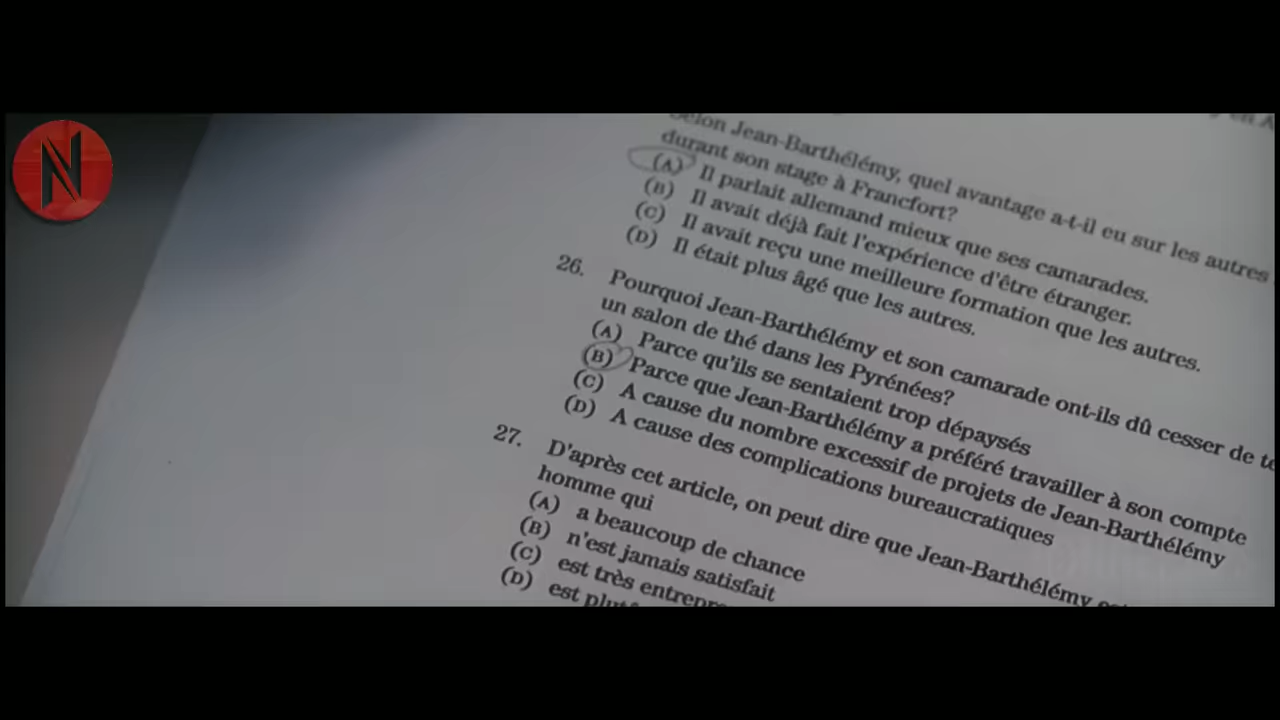 N
Selon Jean-Barthélémy, quel avantage a-t-il eu sur les autres
durant son stage à Francfort?
(A) Il parlait allemand mieux que ses camarades.
(B) Il avait déjà fait l'expérience d'être étranger.
(C) Il avait reçu une meilleure formation que les autres.
(D) Il était plus âgé que les autres.
26. Pourquoi Jean-Barthélémy et son camarade ont-ils dû cesser de
un salon de thé dans les Pyrénées?
(A) Parce qu'ils se sentaient trop dépaysés
(B) Parce que Jean-Barthélémy a préféré travailler à son compte
(C) A cause du nombre excessif de projets de Jean-Barthélémy
(D) A cause des complications bureaucratiques
27. D'après cet article, on peut dire que Jean-Barthélémy
homme qui
(A) a beaucoup de chance
(B) n'est jamais satisfait
(C) est très
(D) est